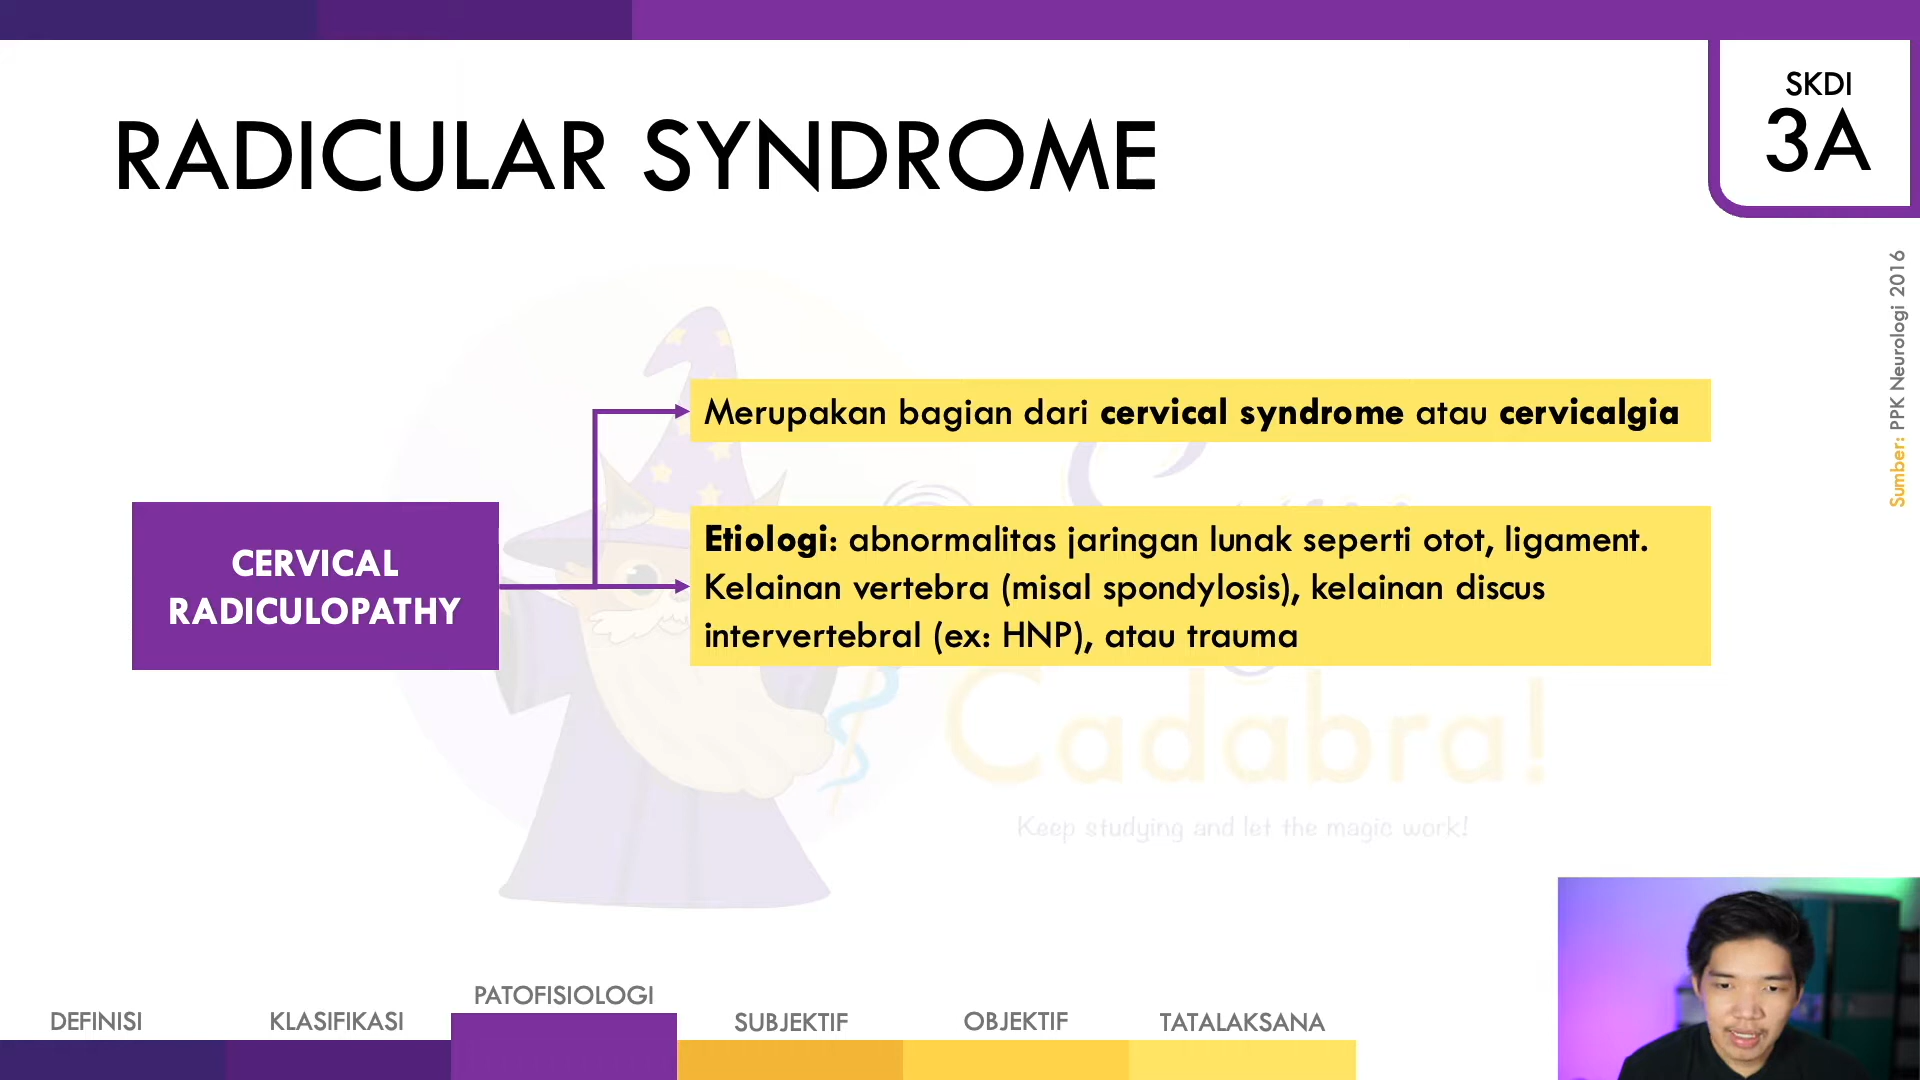 SKDI
3A
RADICULAR SYNDROME
Sumber: PPK Neurologi 2016
Merupakan bagian dari cervical syndrome atau cervicalgia
CERVICAL
RADICULOPATHY
Etiologi: abnormalitas jaringan lunak seperti otot, ligament.
Kelainan vertebra (misal spondylosis), kelainan discus
intervertebral (ex: HNP), atau trauma
Cadabra!
Keep studying and let the magic work!
DEFINISI
KLASIFIKASI
PATOFISIOLOGI
SUBJEKTIF
OBJEKTIF
TATALAKSANA